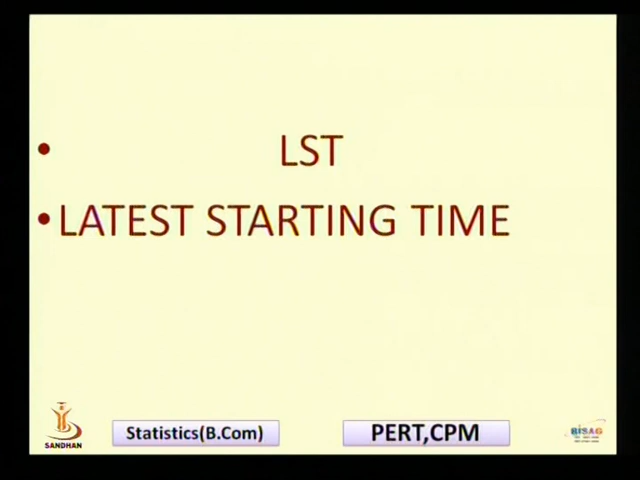 • LST
• LATEST STARTING TIME
SANDHAN
Statistics(B.Com)
PERT,CPM
BISAG